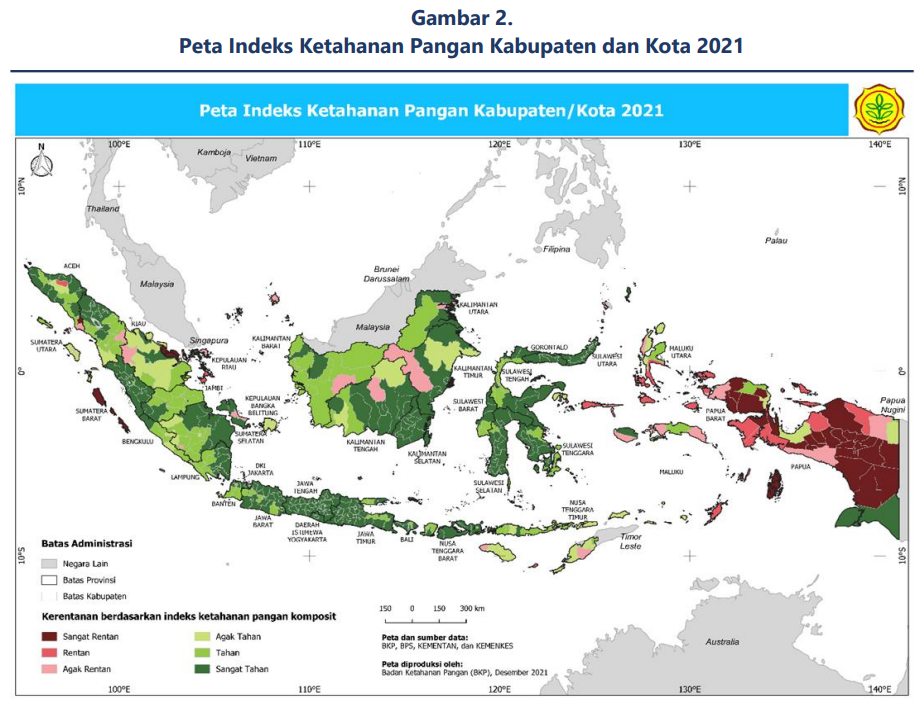 Gambar 2.
Peta Indeks Ketahanan Pangan Kabupaten dan Kota 2021
Peta Indeks Ketahanan Pangan Kabupaten/Kota 2021
100°E
120°E
130°E
140°E
N
10°N
10°N
Kamboja
Vietnam
Thailand
Filipina
Palau
ACEH
Malaysia
Brunei
Darussalam
KALIMANTAN
UTARA
RIAU
Singapura
Malaysia
SUMATERA
UTARA
KEPULAUAN
RIAU
KALIMANTAN
BARAT
GORONTALO
SULAWESI
UTARA
MALUKU
UTARA
0°
0°
KALIMANTAN
TIMUR
SULAWESI
TENGAH
JAMBI
SUMATERA
BARAT
KEPULAUAN
BANGKA
BELITUNG
SULAWESI
BARAT
PAPUA
BARAT
Papua
Nugini
BENGKULU
SUMATERA
SELATAN
KALIMANTAN
TENGAH
KALIMANTAN
SELATAN
SULAWESI
TENGGARA
LAMPUNG
DKI
JAKARTA
SULAWESI
SELATAN
MALUKU
PAPUA
BANTEN
JAWA
BARAT
JAWA
TENGAH
DAERAH
ISTIMEWA
YOGYAKARTA
JAWA
TIMUR
BALI
NUSA
TENGGARA
BARAT
NUSA
TENGGARA
TIMUR
Timor
Leste
10°S
10°S
Australia
Batas Administrasi
Negara Lain
Batas Provinsi
Batas Kabupaten
Kerentanan berdasarkan indeks ketahanan pangan komposit
Sangat Rentan
Rentan
Agak Rentan
Agak Tahan
Tahan
Sangat Tahan
150 0 150 300 km
Peta dan sumber data:
BKP, BPS, KEMENTAN, dan KEMENKES
Peta diproduksi oleh:
Badan Ketahanan Pangan (BKP), Desember 2021
100°E
110°E
120°E
130°E
140°E